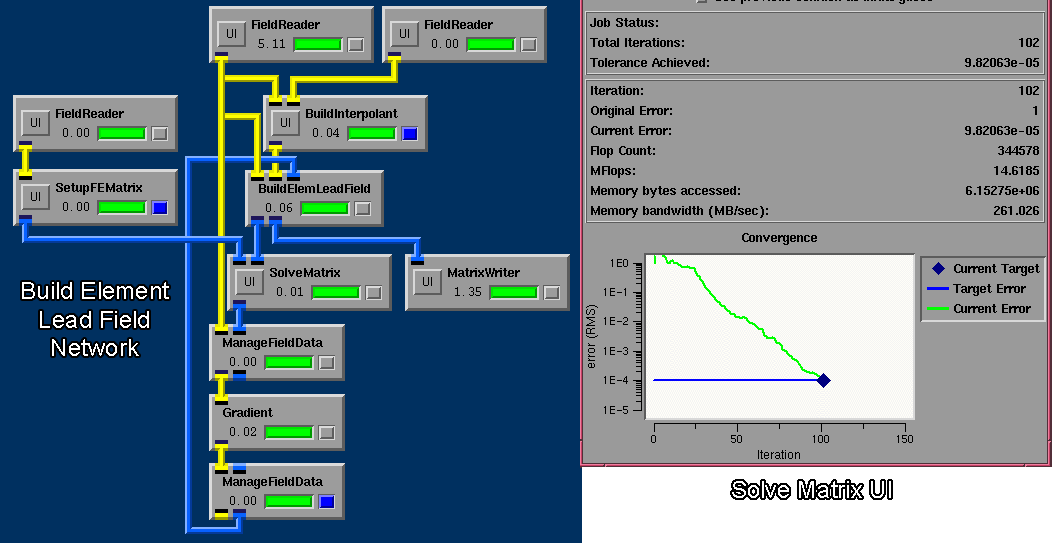 UI FieldReader
5.11
UI FieldReader
0.00
UI FieldReader
0.00
UI BuildInterpolant
0.04
UI SetupFEMatrix
0.00
BuildElemLeadField
0.06
UI SolveMatrix
0.01
UI MatrixWriter
1.35
Build Element
Lead Field
Network
ManageFieldData
0.00
Gradient
0.02
ManageFieldData
0.00
Job Status:
Total Iterations: 102
Tolerance Achieved: 9.82063e-05
Iteration: 102
Original Error: 1
Current Error: 9.82063e-05
Flop Count: 344578
MFlops: 14.6185
Memory bytes accessed: 6.15275e+06
Memory bandwidth (MB/sec): 261.026
Convergence
error (RMS)
1E0
1E-1
1E-2
1E-3
1E-4
1E-5
0 50 100 150
Iteration
Current Target
Target Error
Current Error
Solve Matrix UI